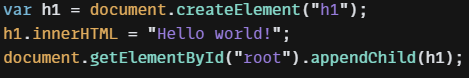 var h1 = document.createElement("h1");
h1.innerHTML = "Hello world!";
document.getElementById("root").appendChild(h1);